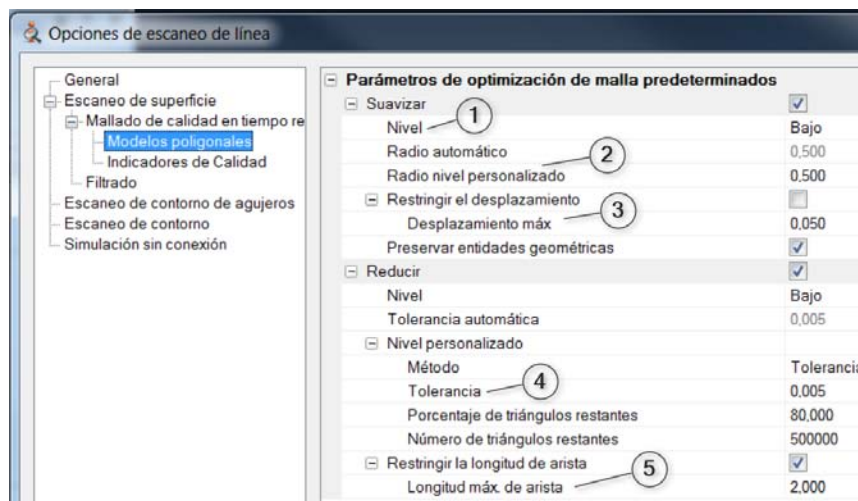 Opciones de escaneo de línea
General
Escaneo de superficie
Mallado de calidad en tiempo re
Modelos poligonales
Indicadores de Calidad
Filtrado
Escaneo de contorno de agujeros
Escaneo de contorno
Simulación sin conexión
Parámetros de optimización de malla predeterminados
Suavizar
Nivel 1 Bajo
Radio automático 0,500
2
Radio nivel personalizado 0,500
Restringir el desplazamiento
3
Desplazamiento máx 0,050
Preservar entidades geométricas
Reducir
Nivel Bajo
Tolerancia automática 0,005
Nivel personalizado
Método Tolerancia
Tolerancia 4 0,005
Porcentaje de triángulos restantes 80,000
Número de triángulos restantes 500000
Restringir la longitud de arista
5
Longitud máx. de arista 2,000